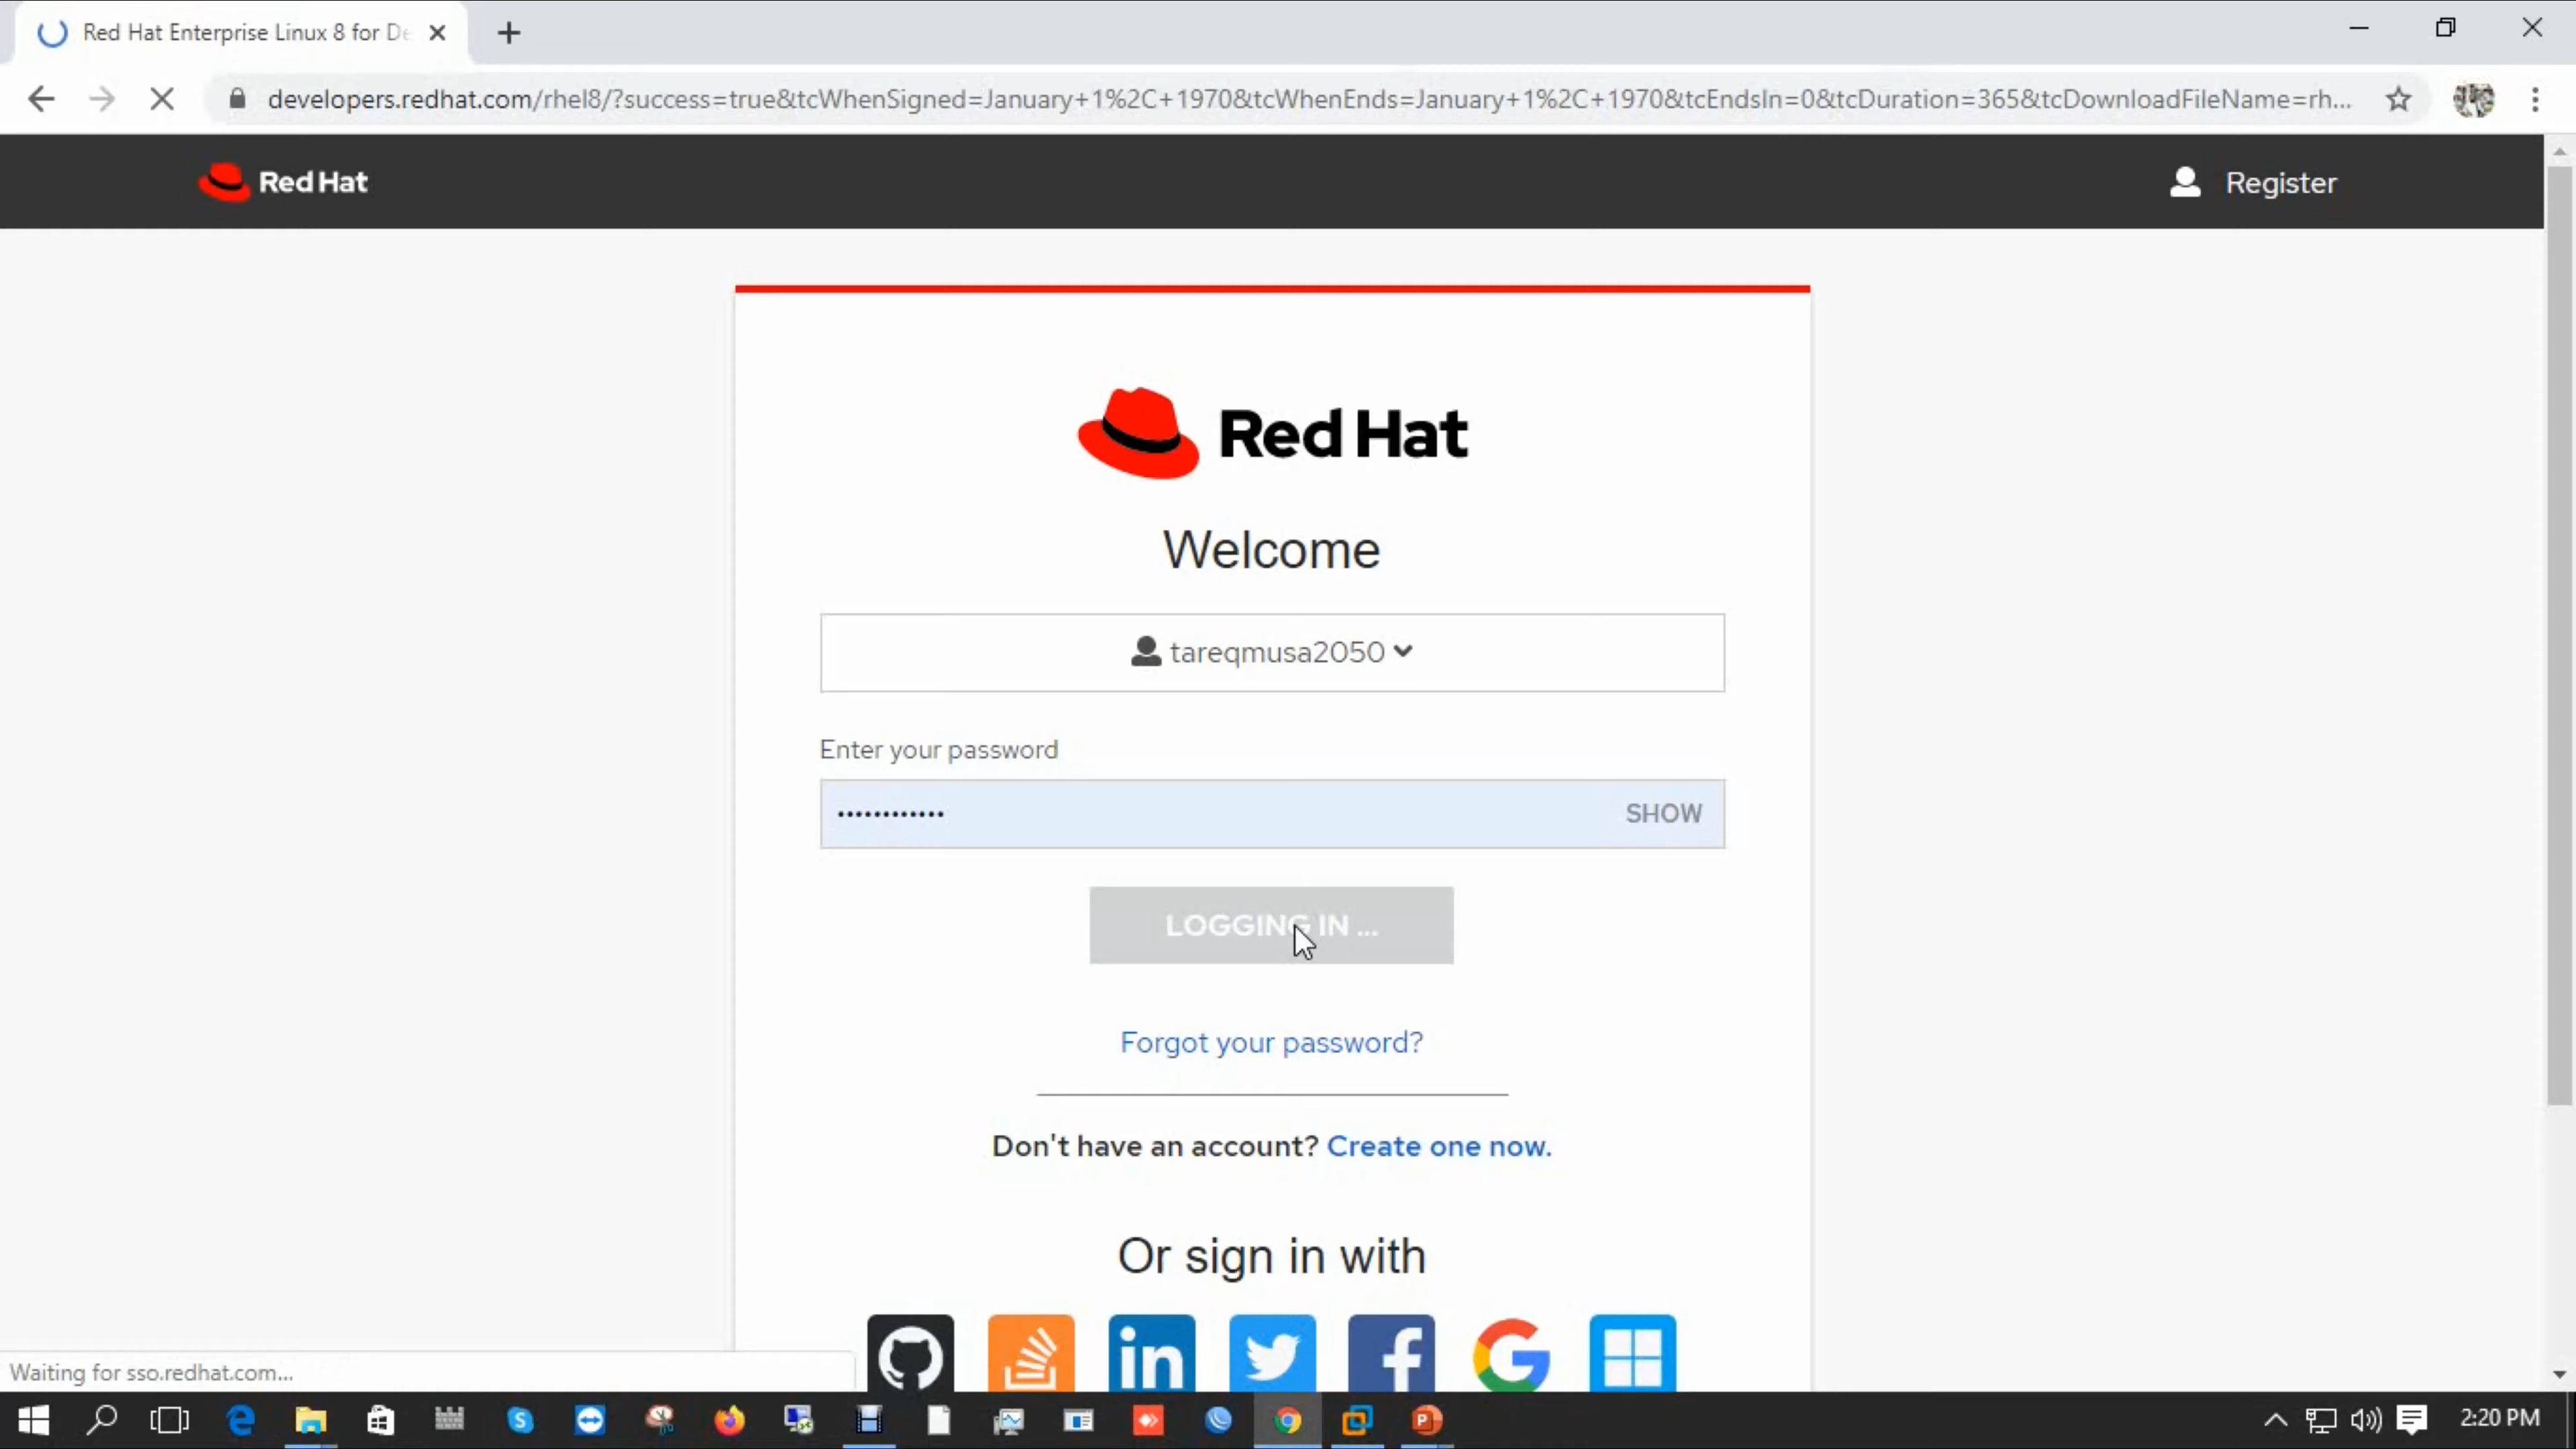 Red Hat Enterprise Linux 8 for De
developers.redhat.com/rhel8/?success=true&tcWhenSigned=January+1%2C+1970&tcWhenEnds=January+1%2C+1970&tcEndsIn=0&tcDuration=365&tcDownloadFileName=rh...
Red Hat
Register
Red Hat
Welcome
tareqmusa2050
Enter your password
••••••••••••
SHOW
LOGGING IN ...
Forgot your password?
Don't have an account? Create one now.
Or sign in with
Waiting for sso.redhat.com...
2:20 PM